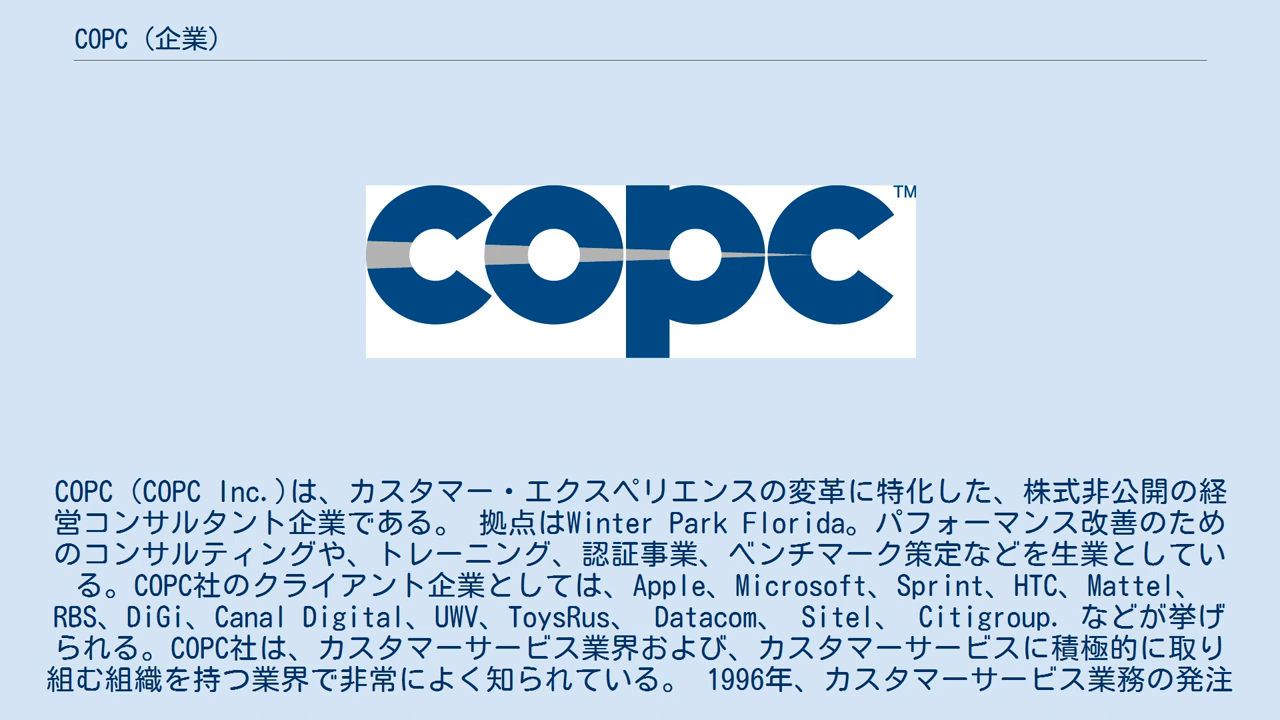 COPC（企業）
copc TM
COPC（COPC Inc.)は、カスタマー・エクスペリエンスの変革に特化した、株式非公開の経
営コンサルタント企業である。 拠点はWinter Park Florida。パフォーマンス改善のため
のコンサルティングや、トレーニング、認証事業、ベンチマーク策定などを生業としてい
る。COPC社のクライアント企業としては、Apple、Microsoft、Sprint、HTC、Mattel、
RBS、DiGi、Canal Digital、UWV、ToysRus、 Datacom、 Sitel、 Citigroup. などが挙げ
られる。COPC社は、カスタマーサービス業界および、カスタマーサービスに積極的に取り
組む組織を持つ業界で非常によく知られている。 1996年、カスタマーサービス業務の発注